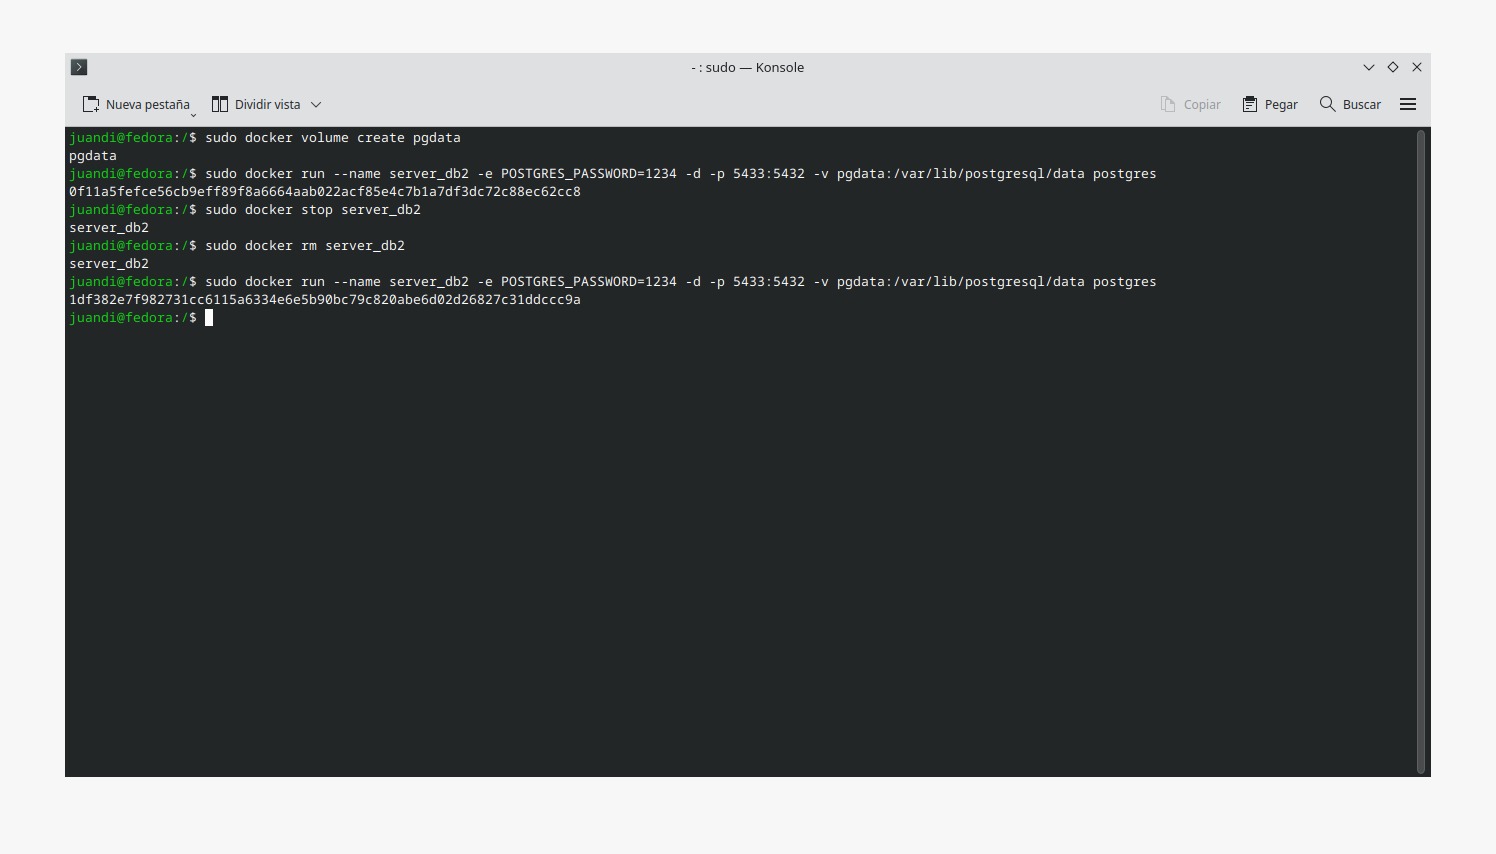 - : sudo — Konsole
Nueva pestaña Dividir vista Copiar Pegar Buscar
juandi@fedora:/$ sudo docker volume create pgdata
pgdata
juandi@fedora:/$ sudo docker run --name server_db2 -e POSTGRES_PASSWORD=1234 -d -p 5433:5432 -v pgdata:/var/lib/postgresql/data postgres
0f11a5fefce56cb9eff89f8a6664aab022acf85e4c7b1a7df3dc72c88ec62cc8
juandi@fedora:/$ sudo docker stop server_db2
server_db2
juandi@fedora:/$ sudo docker rm server_db2
server_db2
juandi@fedora:/$ sudo docker run --name server_db2 -e POSTGRES_PASSWORD=1234 -d -p 5433:5432 -v pgdata:/var/lib/postgresql/data postgres
1df382e7f982731cc6115a6334e6e5b90bc79c820abe6d02d26827c31ddccc9a
juandi@fedora:/$